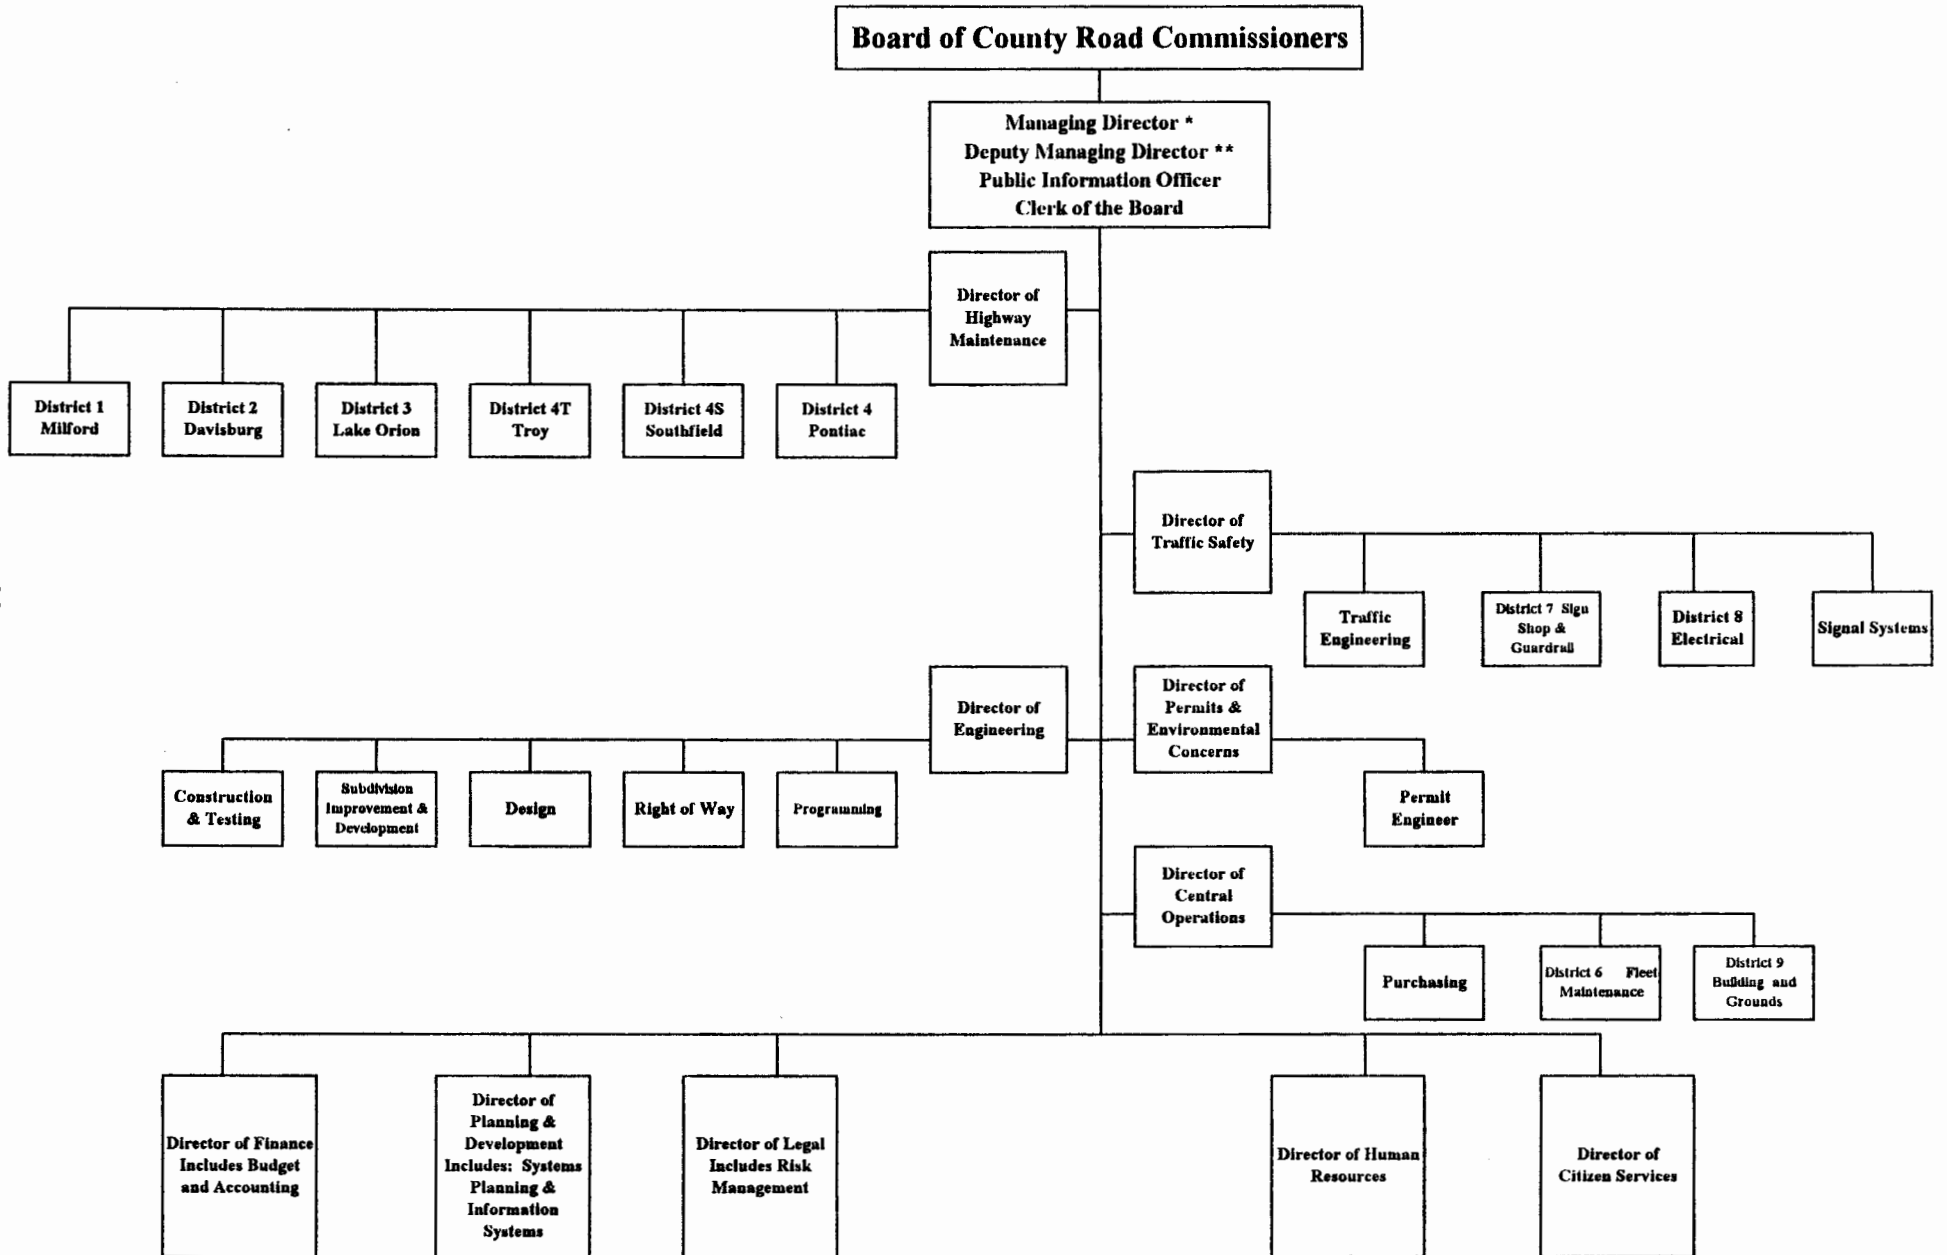 Board of County Road Commissioners
Managing Director *
Deputy Managing Director **
Public Information Officer
Clerk of the Board
Director of
Highway
Maintenance
District 1
Milford
District 2
Davisburg
District 3
Lake Orion
District 4T
Troy
District 4S
Southfield
District 4
Pontiac
Director of
Traffic Safety
Traffic
Engineering
District 7 Sign
Shop &
Guardrail
District 8
Electrical
Signal Systems
Director of
Engineering
Director of
Permits &
Environmental
Concerns
Construction
& Testing
Subdivision
Improvement &
Development
Design
Right of Way
Programming
Permit
Engineer
Director of
Central
Operations
Purchasing
District 6 Fleet
Maintenance
District 9
Building and
Grounds
Director of Finance
Includes Budget
and Accounting
Director of
Planning &
Development
Includes: Systems
Planning &
Information
Systems
Director of Legal
Includes Risk
Management
Director of Human
Resources
Director of
Citizen Services